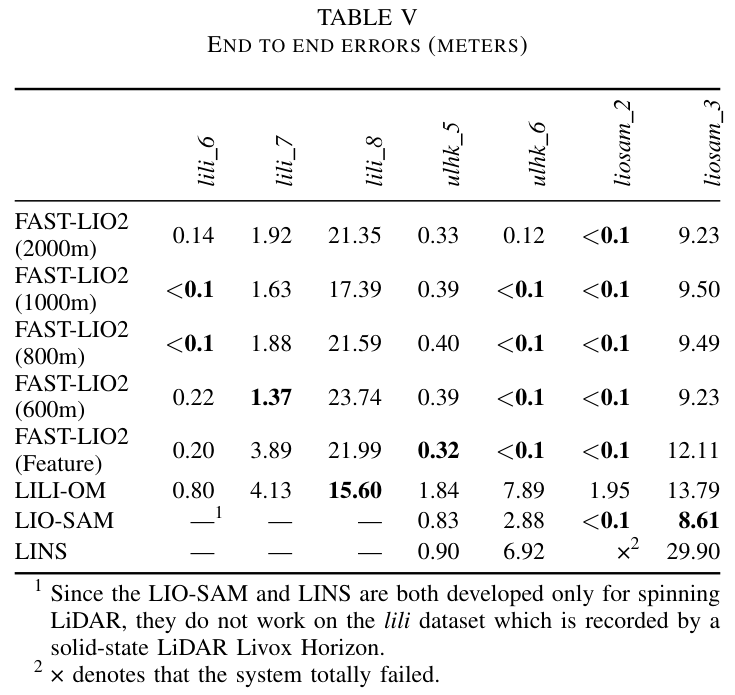 TABLE V
END TO END ERRORS (METERS)
lili_6 lili_7 lili_8 ulhk_5 ulhk_6 liosam_2 liosam_3
FAST-LIO2
(2000m) 0.14 1.92 21.35 0.33 0.12 <0.1 9.23
FAST-LIO2
(1000m) <0.1 1.63 17.39 0.39 <0.1 <0.1 9.50
FAST-LIO2
(800m) <0.1 1.88 21.59 0.40 <0.1 <0.1 9.49
FAST-LIO2
(600m) 0.22 1.37 23.74 0.39 <0.1 <0.1 9.23
FAST-LIO2
(Feature) 0.20 3.89 21.99 0.32 <0.1 <0.1 12.11
LILI-OM 0.80 4.13 15.60 1.84 7.89 1.95 13.79
LIO-SAM —¹ — — 0.83 2.88 <0.1 8.61
LINS — — — 0.90 6.92 ×² 29.90
¹ Since the LIO-SAM and LINS are both developed only for spinning
LiDAR, they do not work on the lili dataset which is recorded by a
solid-state LiDAR Livox Horizon.
² × denotes that the system totally failed.